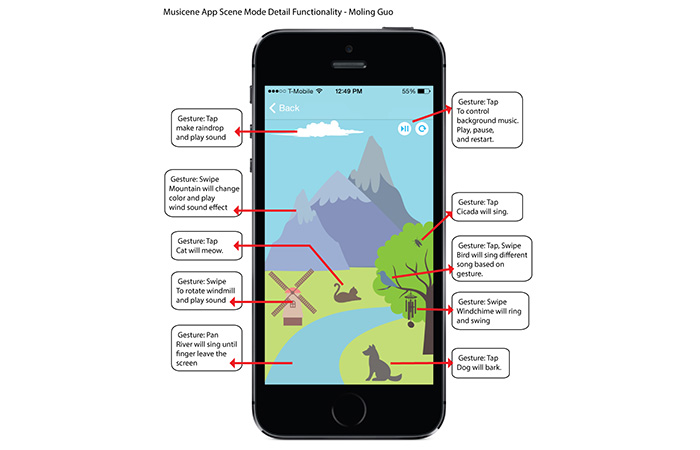 Musicene App Scene Mode Detail Functionality - Moling Guo
T-Mobile
12:49 PM
55%
Back
Gesture: Tap
make raindrop
and play sound
Gesture: Swipe
Mountain will change
color and play
wind sound effect
Gesture: Tap
Cat will meow.
Gesture: Swipe
To rotate windmill
and play sound
Gesture: Pan
River will sing until
finger leave the
screen
Gesture: Tap
To control
background music.
Play, pause,
and restart.
Gesture: Tap
Cicada will sing.
Gesture: Tap, Swipe
Bird will sing different
song based on
gesture.
Gesture: Swipe
Windchime will ring
and swing
Gesture: Tap
Dog will bark.